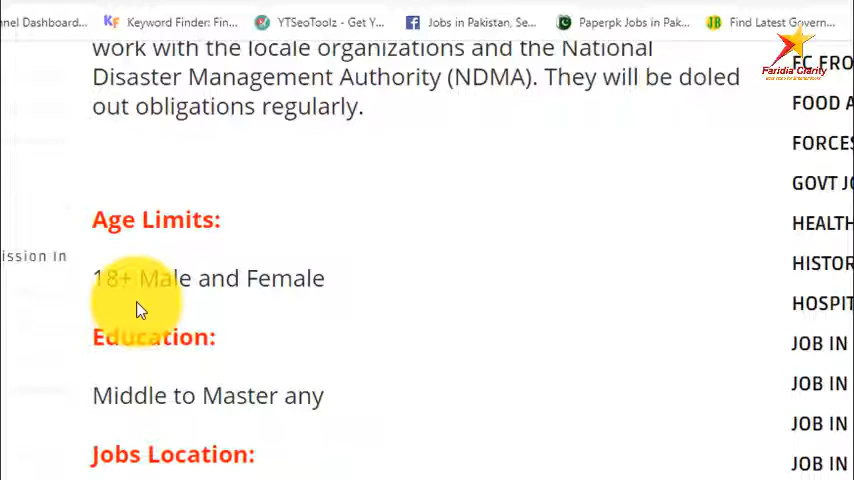 nnel Dashboard...
Keyword Finder: Fin...
YTSeoToolz - Get Y...
Jobs in Pakistan, Se...
Paperpk Jobs in Pak...
Find Latest Govern...
work with the locale organizations and the National
Disaster Management Authority (NDMA). They will be doled
out obligations regularly.
Age Limits:
ission In
18+ Male and Female
Education:
Middle to Master any
Jobs Location:
Faridia Clarity
FC FRO
FOOD A
FORCES
GOVT JO
HEALTH
HISTOR
HOSPIT
JOB IN
JOB IN
JOB IN
JOB IN